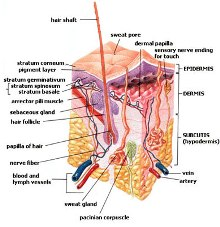 hair shaft
sweat pore
dermal papilla
sensory nerve ending
for touch
stratum corneum
pigment layer
stratum germinativum
stratum spinosum
stratum basale
arrector pili muscle
sebaceous gland
hair follicle
papilla of hair
nerve fiber
blood and
lymph vessels
sweat gland
pacinian corpuscle
EPIDERMIS
DERMIS
SUBCUTIS
(hypodermis)
vein
artery